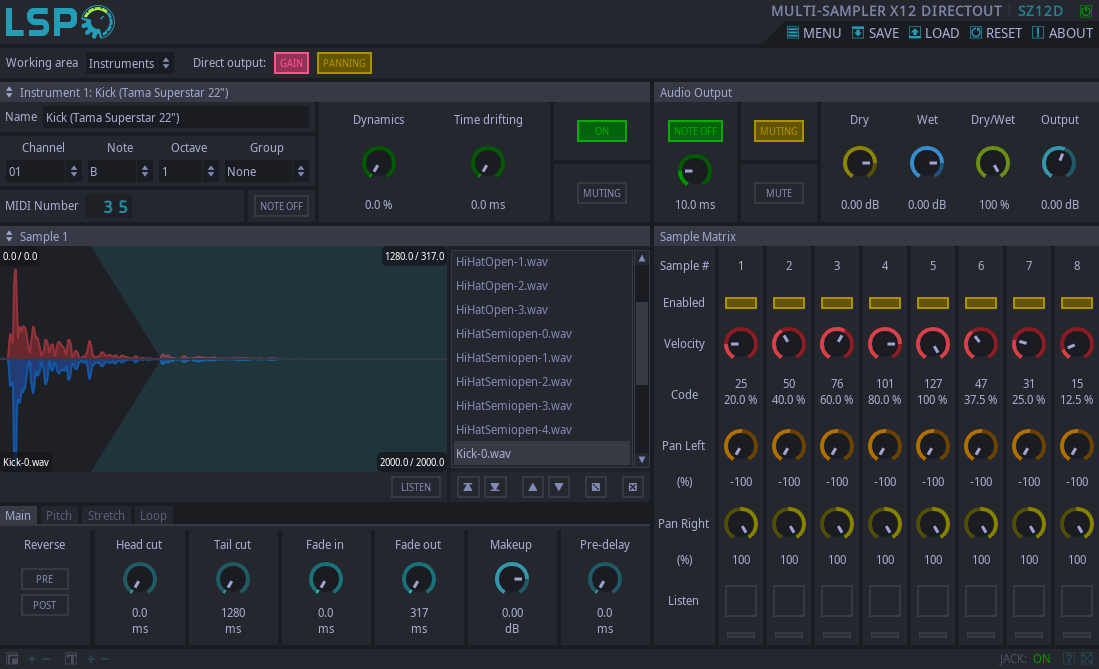 LSP
MULTI-SAMPLER X12 DIRECTOUT SZ12D
MENU SAVE LOAD RESET ABOUT
Working area Instruments Direct output: GAIN PANNING
Instrument 1: Kick (Tama Superstar 22")
Name Kick (Tama Superstar 22")
Channel Note Octave Group
01 B 1 None
MIDI Number 35 NOTE OFF
Dynamics Time drifting
0.0 % 0.0 ms
ON
MUTING
Audio Output
NOTE OFF MUTING
10.0 ms MUTE
Dry Wet Dry/Wet Output
0.00 dB 0.00 dB 100 % 0.00 dB
Sample 1
0.0 / 0.0 1280.0 / 317.0
Kick-0.wav 2000.0 / 2000.0
HiHatOpen-1.wav
HiHatOpen-2.wav
HiHatOpen-3.wav
HiHatSemiopen-0.wav
HiHatSemiopen-1.wav
HiHatSemiopen-2.wav
HiHatSemiopen-3.wav
HiHatSemiopen-4.wav
Kick-0.wav
LISTEN
Main Pitch Stretch Loop
Reverse Head cut Tail cut Fade in Fade out Makeup Pre-delay
PRE
POST
0.0 1280 0.0 317 0.00 0.0
ms ms ms ms dB ms
Sample Matrix
Sample # 1 2 3 4 5 6 7 8
Enabled
Velocity
Code
25 50 76 101 127 47 31 15
20.0 % 40.0 % 60.0 % 80.0 % 100 % 37.5 % 25.0 % 12.5 %
Pan Left
(%) -100 -100 -100 -100 -100 -100 -100 -100
Pan Right
(%) 100 100 100 100 100 100 100 100
Listen
JACK: ON